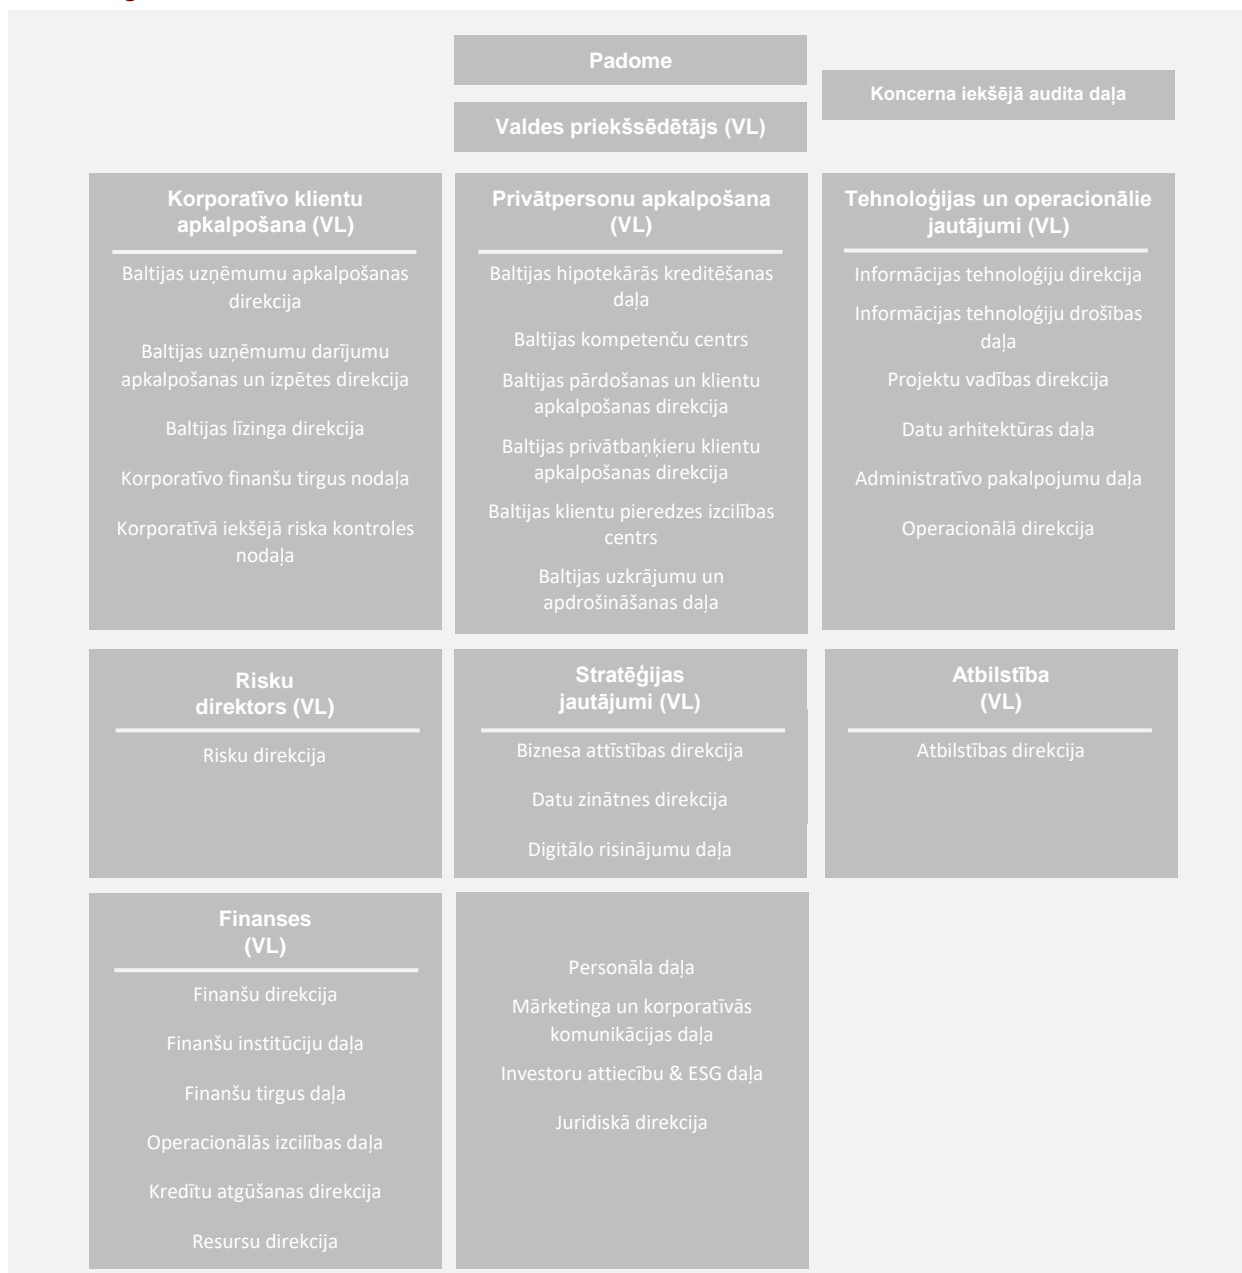 Padome
Koncerna iekšējā audita daļa
Valdes priekšsēdētājs (VL)
Korporatīvo klientu
apkalpošana (VL)
Baltijas uzņēmumu apkalpošanas
direkcija
Baltijas uzņēmumu darījumu
apkalpošanas un izpētes direkcija
Baltijas līzinga direkcija
Korporatīvo finanšu tirgus nodaļa
Korporatīvā iekšējā riska kontroles
nodaļa
Privātpersonu apkalpošana
(VL)
Baltijas hipotekārās kreditēšanas
daļa
Baltijas kompetenču centrs
Baltijas pārdošanas un klientu
apkalpošanas direkcija
Baltijas privātbaņķieru klientu
apkalpošanas direkcija
Baltijas klientu pieredzes izcilības
centrs
Baltijas uzkrājumu un
apdrošināšanas daļa
Tehnoloģijas un operacionālie
jautājumi (VL)
Informācijas tehnoloģiju direkcija
Informācijas tehnoloģiju drošības
daļa
Projektu vadības direkcija
Datu arhitektūras daļa
Administratīvo pakalpojumu daļa
Operacionālā direkcija
Risku
direktors (VL)
Risku direkcija
Stratēģijas
jautājumi (VL)
Biznesa attīstības direkcija
Datu zinātnes direkcija
Digitālo risinājumu daļa
Atbilstība
(VL)
Atbilstības direkcija
Finanses
(VL)
Finanšu direkcija
Finanšu institūciju daļa
Finanšu tirgus daļa
Operacionālās izcilības daļa
Kredītu atgūšanas direkcija
Resursu direkcija
Personāla daļa
Mārketinga un korporatīvās
komunikācijas daļa
Investoru attiecību & ESG daļa
Juridiskā direkcija